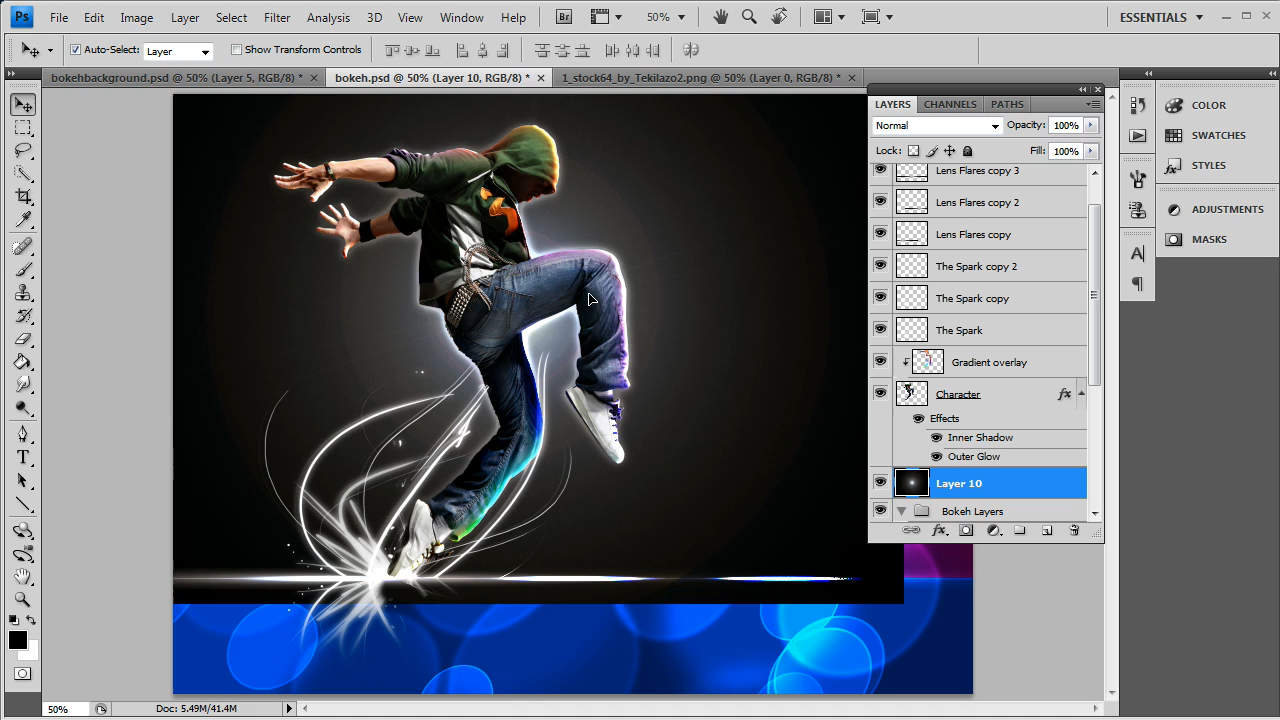 Ps File Edit Image Layer Select Filter Analysis 3D View Window Help Br 50% ESSENTIALS
Auto-Select: Layer Show Transform Controls
bokehbackground.psd @ 50% (Layer 5, RGB/8) * bokeh.psd @ 50% (Layer 10, RGB/8) * 1_stock64_by_Tekilazo2.png @ 50% (Layer 0, RGB/8) *
LAYERS CHANNELS PATHS
Normal Opacity: 100%
Lock: Fill: 100%
Lens Flares copy 3
Lens Flares copy 2
Lens Flares copy
The Spark copy 2
The Spark copy
The Spark
Gradient overlay
Character fx
Effects
Inner Shadow
Outer Glow
Layer 10
Bokeh Layers
fx
COLOR
SWATCHES
STYLES
ADJUSTMENTS
MASKS
A
T
50% Doc: 5.49M/41.4M